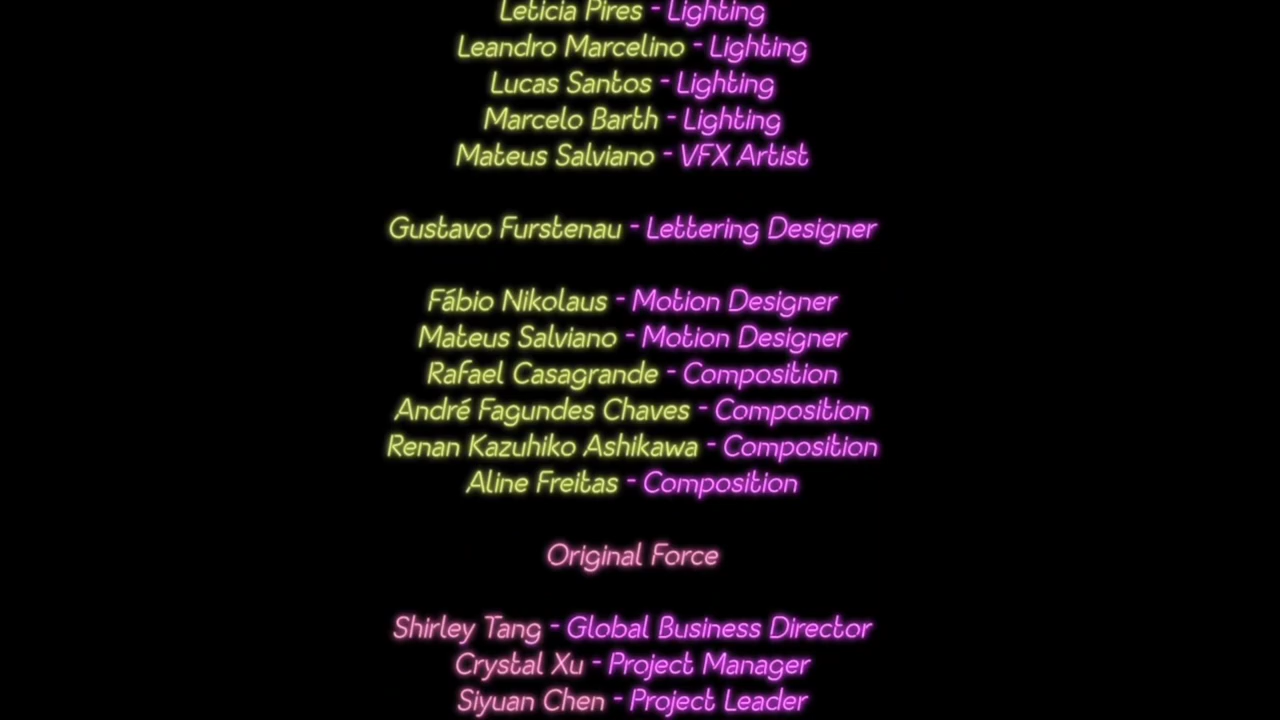 Leticia Pires - Lighting
Leandro Marcelino - Lighting
Lucas Santos - Lighting
Marcelo Barth - Lighting
Mateus Salviano - VFX Artist
Gustavo Furstenau - Lettering Designer
Fábio Nikolaus - Motion Designer
Mateus Salviano - Motion Designer
Rafael Casagrande - Composition
André Fagundes Chaves - Composition
Renan Kazuhiko Ashikawa - Composition
Aline Freitas - Composition
Original Force
Shirley Tang - Global Business Director
Crystal Xu - Project Manager
Siyuan Chen - Project Leader